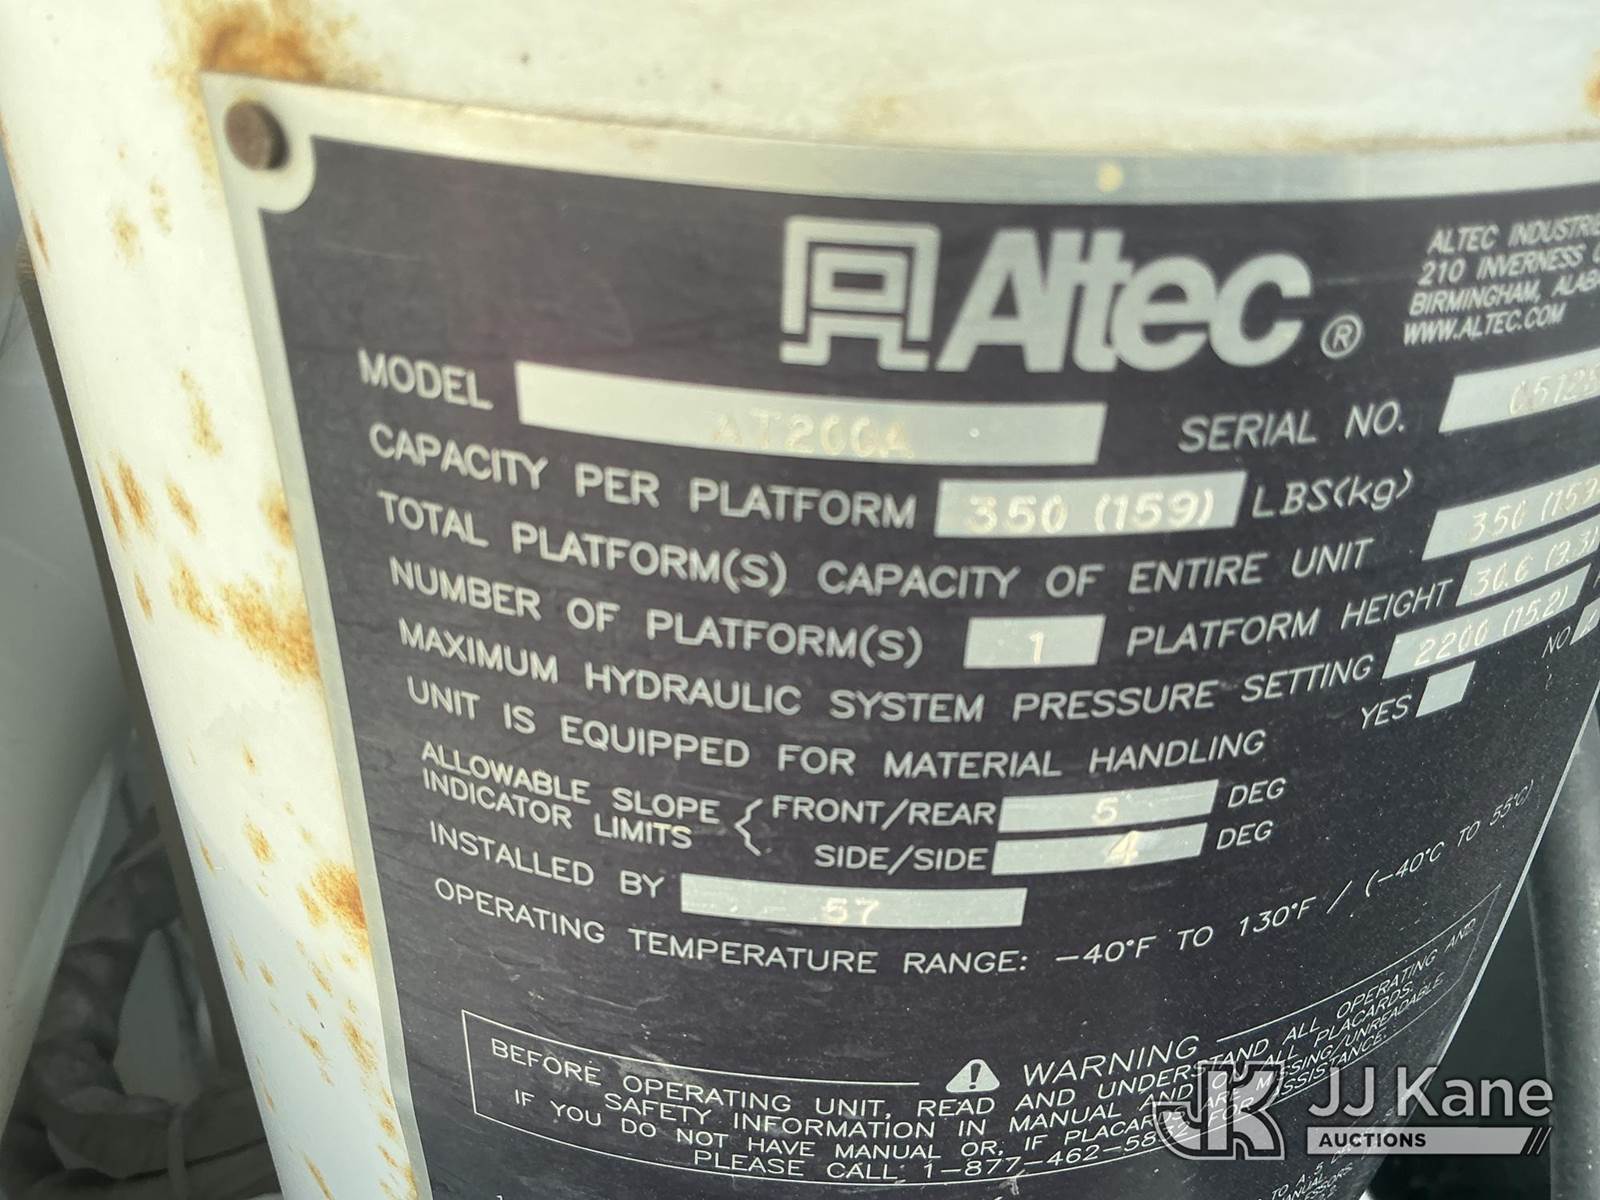 Altec ®
ALTEC
210 INVERNESS
BIRMINGHAM,
WWW.ALTEC.COM
MODEL AT200A SERIAL NO.
CAPACITY PER PLATFORM 350 (159) LBS(kg)
TOTAL PLATFORM(S) CAPACITY OF ENTIRE UNIT 350
NUMBER OF PLATFORM(S) 1 PLATFORM HEIGHT
MAXIMUM HYDRAULIC SYSTEM PRESSURE SETTING 2200 (15.2)
UNIT IS EQUIPPED FOR MATERIAL HANDLING YES NO
ALLOWABLE SLOPE INDICATOR LIMITS { FRONT/REAR 5 DEG
SIDE/SIDE 4 DEG
INSTALLED BY 57
OPERATING TEMPERATURE RANGE: -40°F TO 130°F / (-40°C TO 55°C)
WARNING
BEFORE OPERATING UNIT, READ AND UNDERSTAND ALL OPERATING AND
SAFETY INFORMATION IN MANUAL AND ON ALL PLACARDS.
IF YOU DO NOT HAVE MANUAL OR, IF PLACARDS ARE MISSING/UNREADABLE
PLEASE CALL 1-877-462-58 FOR ASSISTANCE.
JJ Kane
AUCTIONS